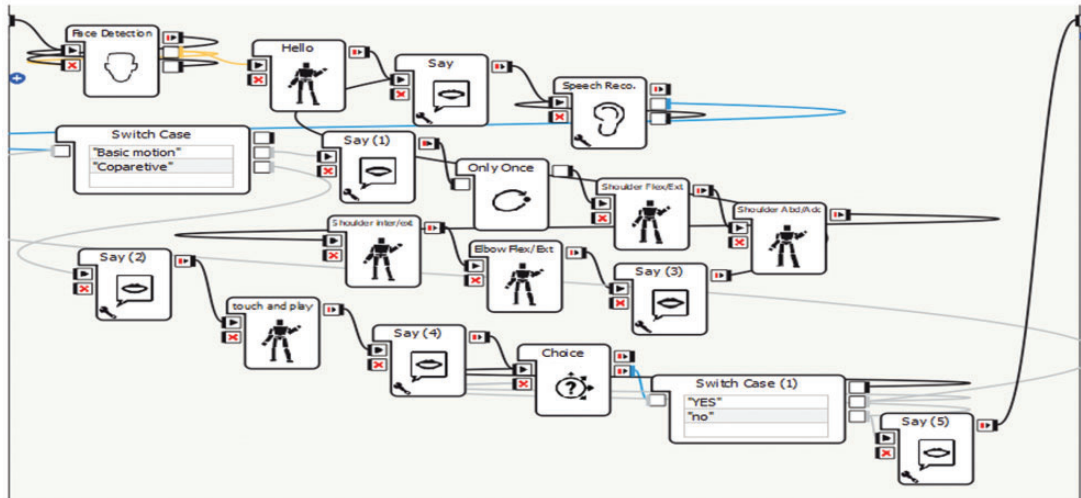 Face Detection
Hello
Say
Speech Reco.
Switch Case
"Basic motion"
"Coparetive"
Say (1)
Only Once
Shoulder Flex/Ext
Shoulder Abd/Adc
Shoulder inter/ext
Elbow Flex/Ext
Say (2)
Say (3)
touch and play
Say (4)
Choice
Switch Case (1)
"YES"
"no"
Say (5)